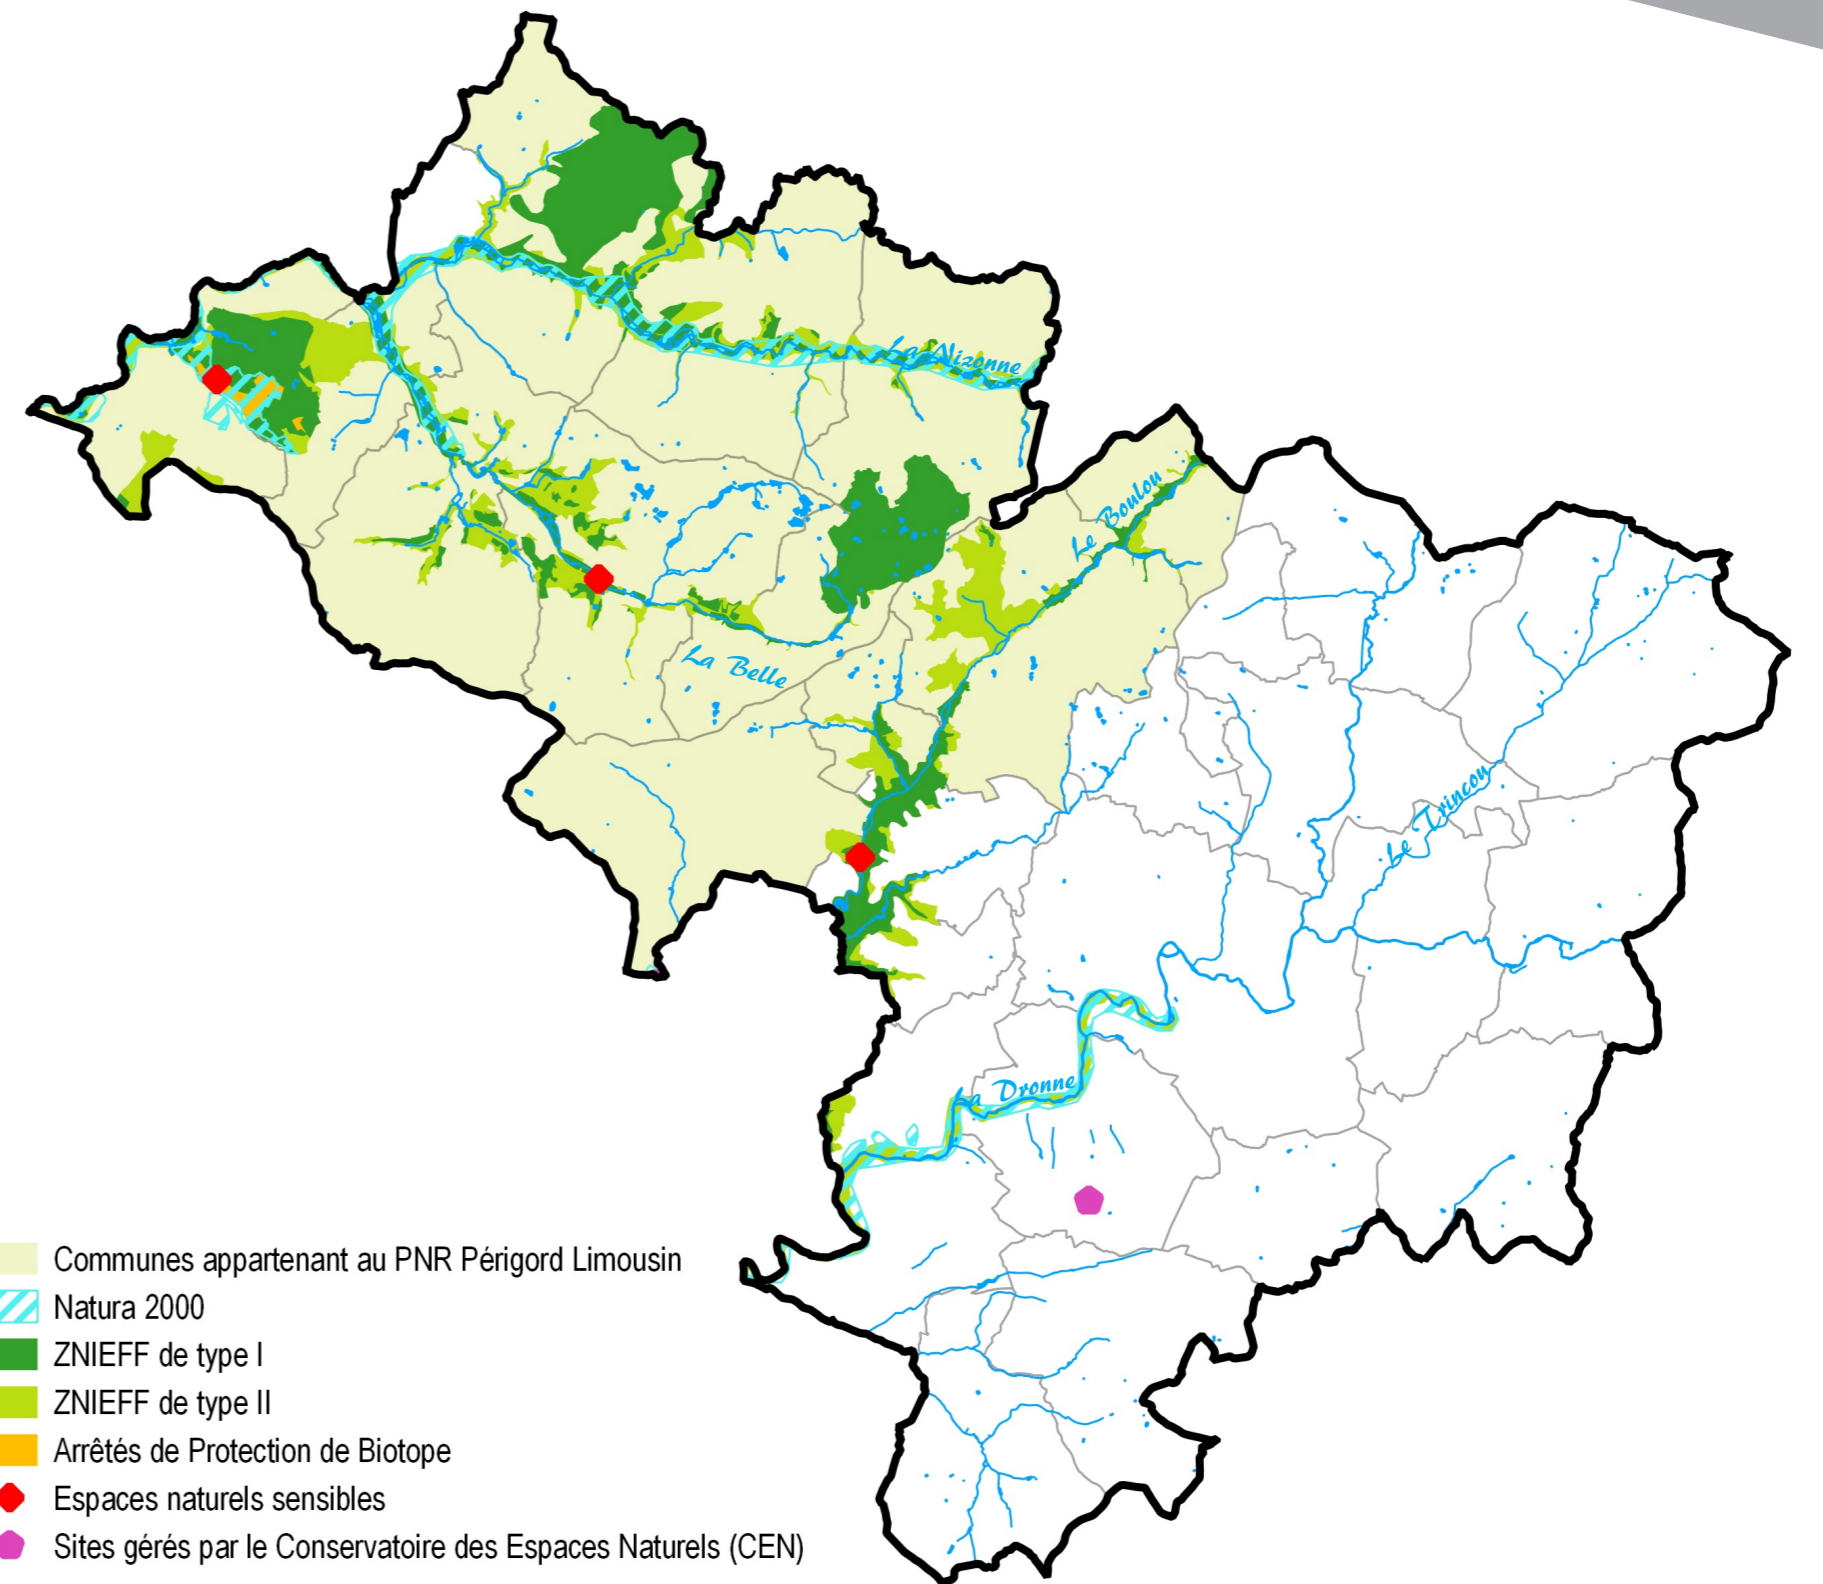 La Nizonne
Le Boulou
La Belle
Le Trincou
La Dronne
Communes appartenant au PNR Périgord Limousin
Natura 2000
ZNIEFF de type I
ZNIEFF de type II
Arrêtés de Protection de Biotope
Espaces naturels sensibles
Sites gérés par le Conservatoire des Espaces Naturels (CEN)